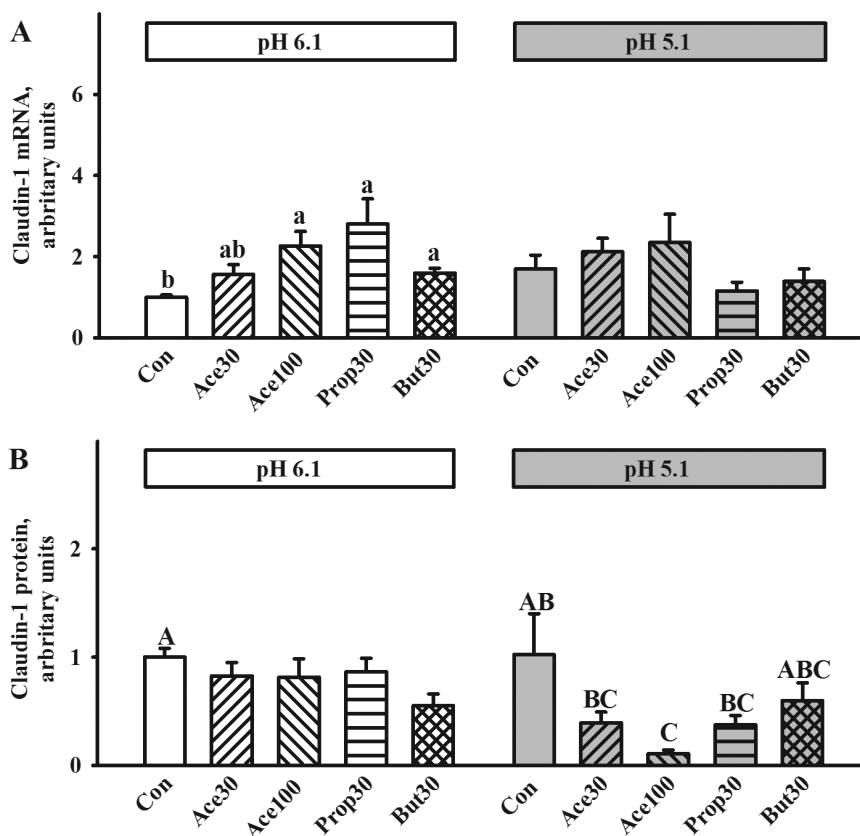 A
pH 6.1
pH 5.1
Claudin-1 mRNA,
arbritary units
6
4
2
0
b
ab
a
a
a
Con
Ace30
Ace100
Prop30
But30
Con
Ace30
Ace100
Prop30
But30
B
pH 6.1
pH 5.1
Claudin-1 protein,
arbritary units
2
1
0
A
AB
BC
C
BC
ABC
Con
Ace30
Ace100
Prop30
But30
Con
Ace30
Ace100
Prop30
But30